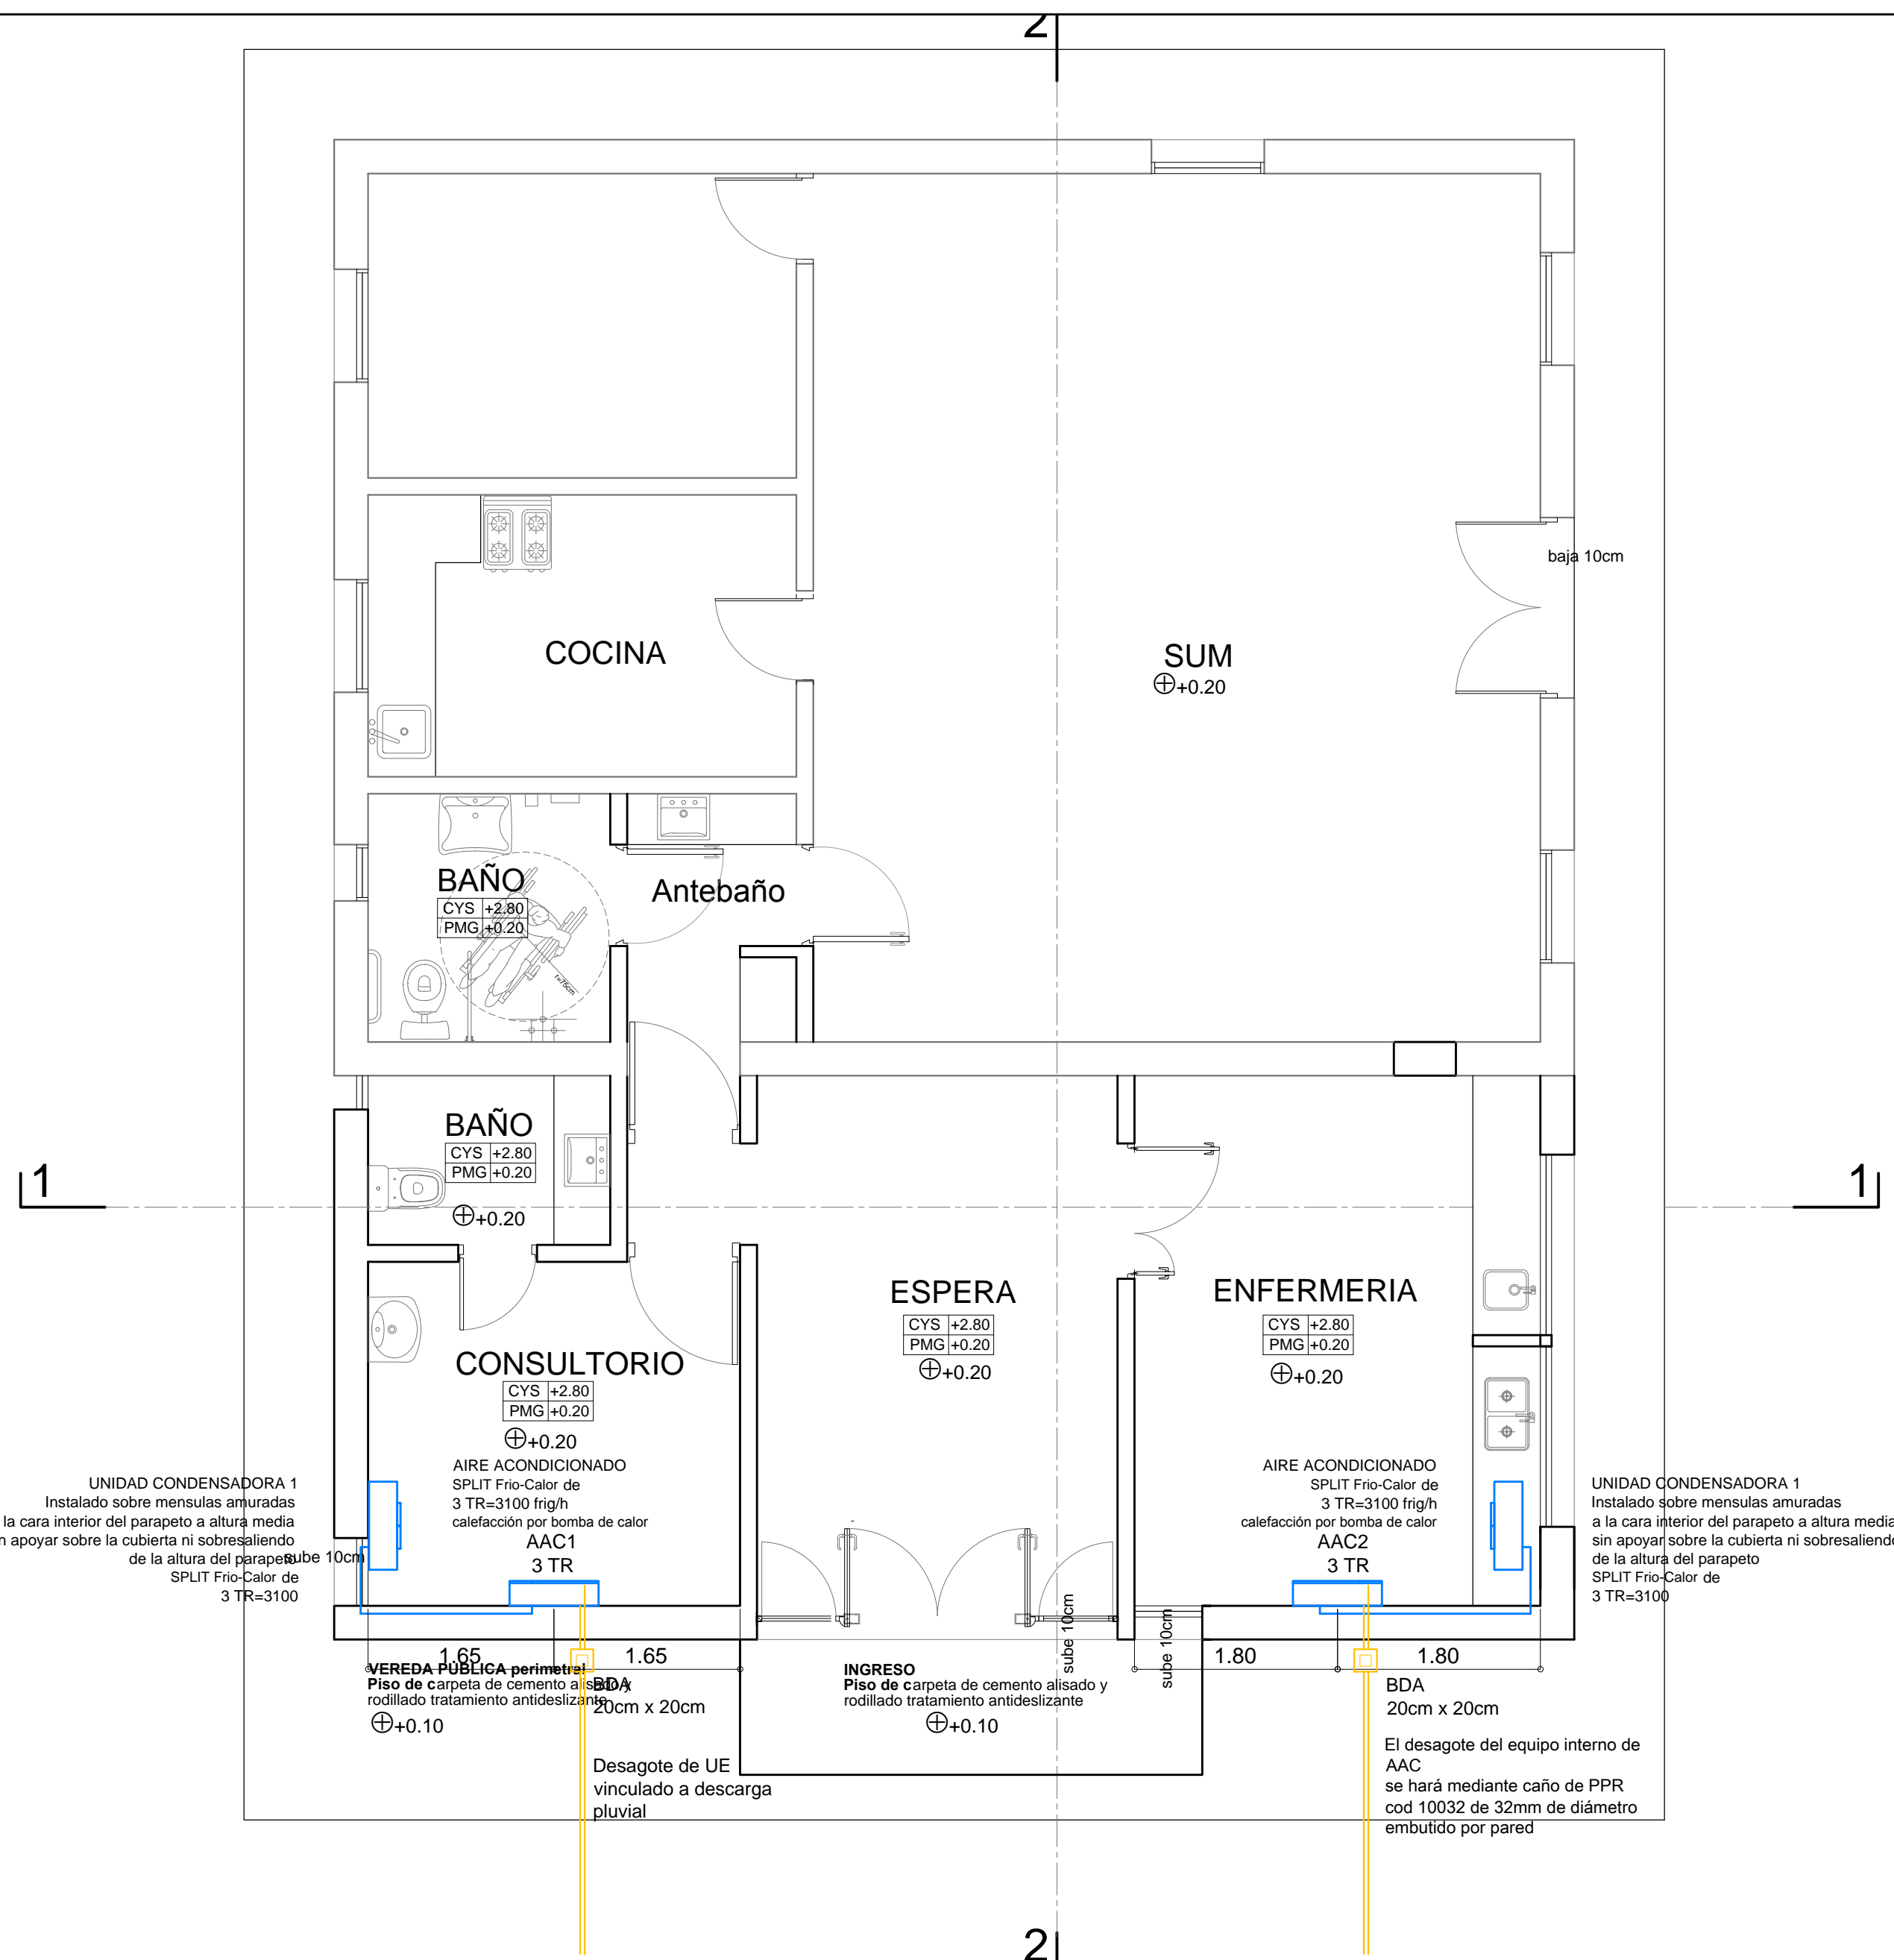 2
baja 10cm
COCINA
SUM
+0.20
BAÑO
CYS +2.80
PMG +0.20
r=75cm
Antebaño
BAÑO
CYS +2.80
PMG +0.20
+0.20
1
1
ESPERA
CYS +2.80
PMG +0.20
+0.20
ENFERMERIA
CYS +2.80
PMG +0.20
+0.20
CONSULTORIO
CYS +2.80
PMG +0.20
+0.20
AIRE ACONDICIONADO
SPLIT Frio-Calor de
3 TR=3100 frig/h
calefacción por bomba de calor
AAC1
3 TR
AIRE ACONDICIONADO
SPLIT Frio-Calor de
3 TR=3100 frig/h
calefacción por bomba de calor
AAC2
3 TR
UNIDAD CONDENSADORA 1
Instalado sobre mensulas amuradas
la cara interior del parapeto a altura media
n apoyar sobre la cubierta ni sobresaliendo
de la altura del parapeto
SPLIT Frio-Calor de
3 TR=3100
sube 10cm
UNIDAD CONDENSADORA 1
Instalado sobre mensulas amuradas
a la cara interior del parapeto a altura media
sin apoyar sobre la cubierta ni sobresaliendo
de la altura del parapeto
SPLIT Frio-Calor de
3 TR=3100
sube 10cm
sube 10cm
1.65
1.65
1.80
1.80
VEREDA PÚBLICA perimetral
Piso de carpeta de cemento alisado y
rodillado tratamiento antideslizante
+0.10
BDA
20cm x 20cm
INGRESO
Piso de carpeta de cemento alisado y
rodillado tratamiento antideslizante
+0.10
BDA
20cm x 20cm
Desagote de UE
vinculado a descarga
pluvial
El desagote del equipo interno de
AAC
se hará mediante caño de PPR
cod 10032 de 32mm de diámetro
embutido por pared
2